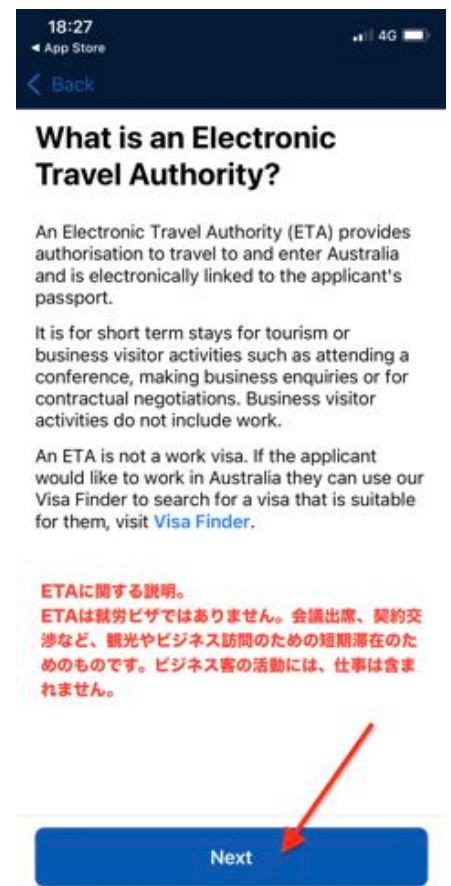 18:27
4G
App Store
Back
What is an Electronic
Travel Authority?
An Electronic Travel Authority (ETA) provides
authorisation to travel to and enter Australia
and is electronically linked to the applicant's
passport.
It is for short term stays for tourism or
business visitor activities such as attending a
conference, making business enquiries or for
contractual negotiations. Business visitor
activities do not include work.
An ETA is not a work visa. If the applicant
would like to work in Australia they can use our
Visa Finder to search for a visa that is suitable
for them, visit Visa Finder.
ETAに関する説明。
ETAは就労ビザではありません。会議出席、契約交
渉など、観光やビジネス訪問のための短期滞在のた
めのものです。ビジネス客の活動には、仕事は含ま
れません。
Next